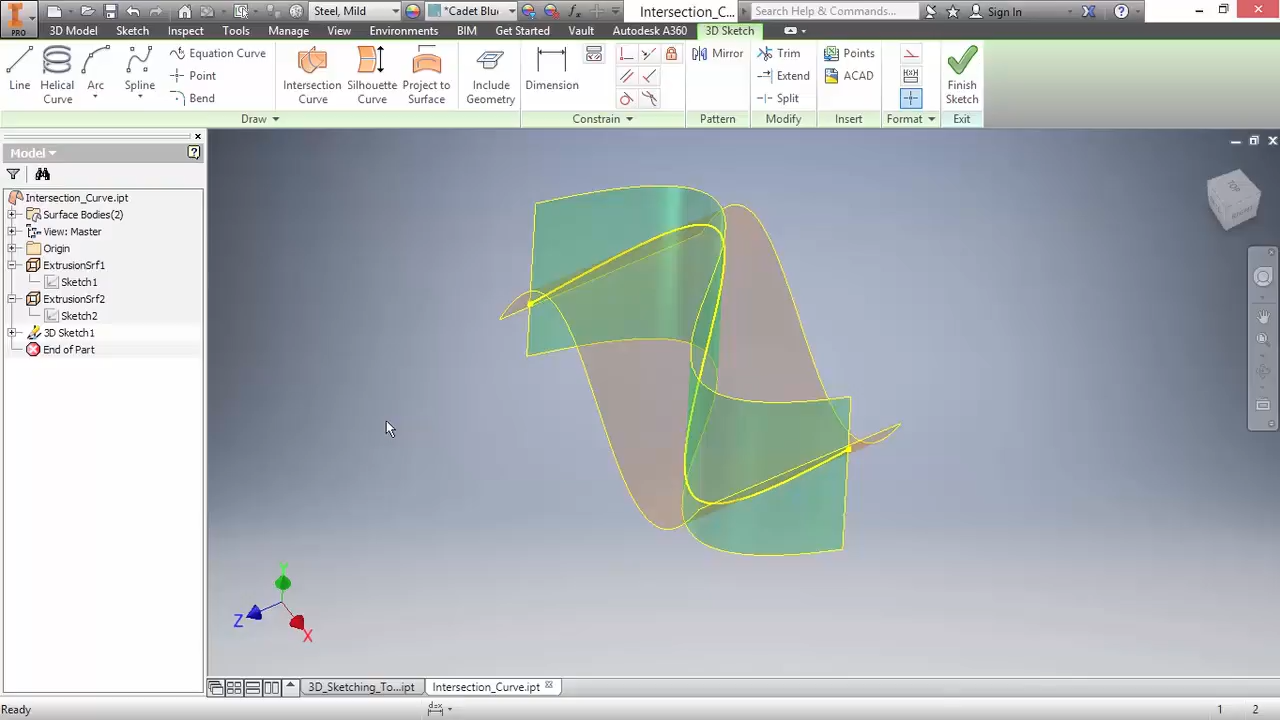 PRO
Steel, Mild
*Cadet Blu
Intersection_C...
Search Help & Commands...
Sign In
3D Model
Sketch
Inspect
Tools
Manage
View
Environments
BIM
Get Started
Vault
Autodesk A360
3D Sketch
Line
Helical Curve
Arc
Spline
Equation Curve
Point
Bend
Intersection Curve
Silhouette Curve
Project to Surface
Include Geometry
Dimension
Mirror
Trim
Extend
Split
Points
ACAD
Finish Sketch
Draw
Constrain
Pattern
Modify
Insert
Format
Exit
Model
Intersection_Curve.ipt
Surface Bodies(2)
View: Master
Origin
ExtrusionSrf1
Sketch1
ExtrusionSrf2
Sketch2
3D Sketch1
End of Part
Y
Z
X
3D_Sketching_To...ipt
Intersection_Curve.ipt
Ready
1
2